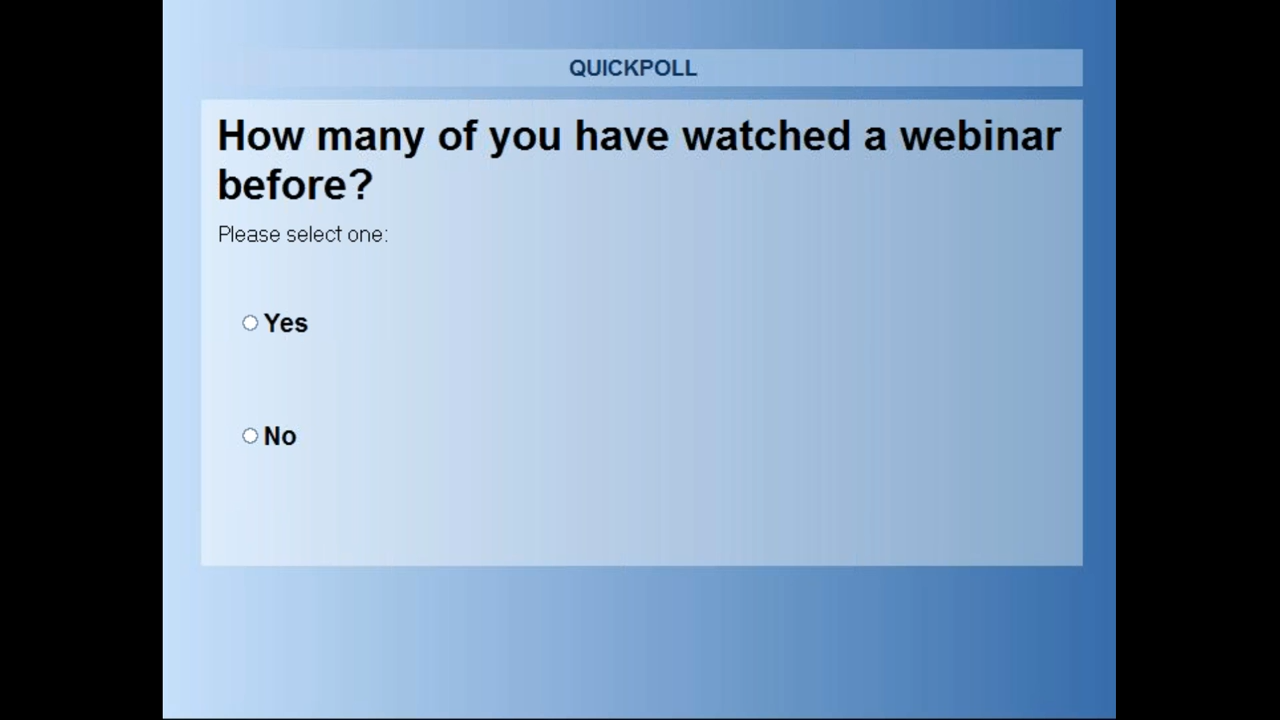 QUICKPOLL
How many of you have watched a webinar
before?
Please select one:
Yes
No